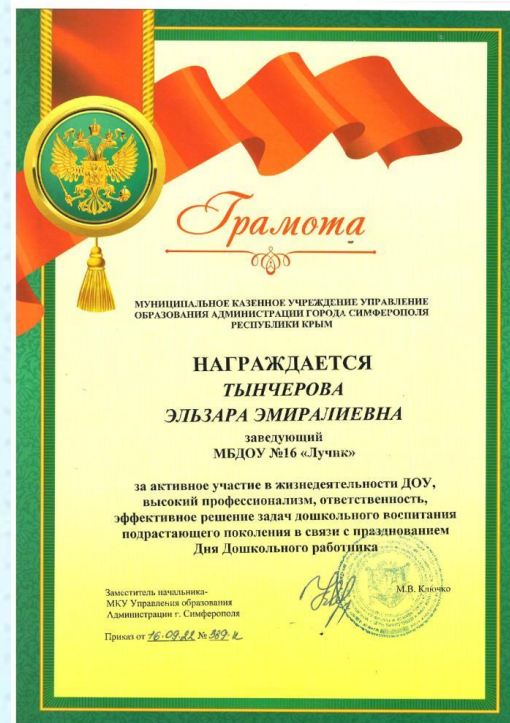 Грамота
МУНИЦИПАЛЬНОЕ КАЗЕННОЕ УЧРЕЖДЕНИЕ УПРАВЛЕНИЕ
ОБРАЗОВАНИЯ АДМИНИСТРАЦИИ ГОРОДА СИМФЕРОПОЛЯ
РЕСПУБЛИКИ КРЫМ
НАГРАЖДАЕТСЯ
ТЫНЧЕРОВА
ЭЛЬЗАРА ЭМИРАЛИЕВНА
заведующий
МБДОУ №16 «Лучик»
за активное участие в жизнедеятельности ДОУ,
высокий профессионализм, ответственность,
эффективное решение задач дошкольного воспитания
подрастающего поколения в связи с празднованием
Дня Дошкольного работника
Заместитель начальника-
МКУ Управления образования
Администрации г. Симферополя
М.В. Ключко
Приказ от 16.09.22 № 389-к